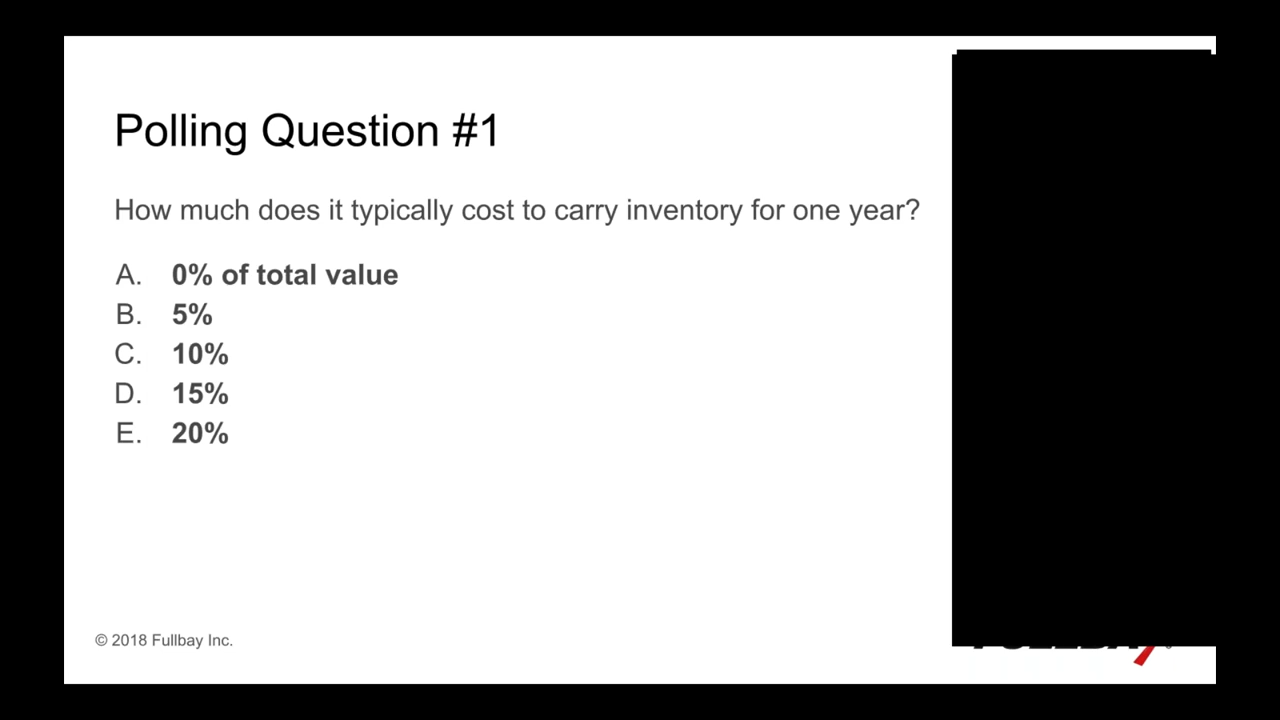 Polling Question #1
How much does it typically cost to carry inventory for one year?
A. 0% of total value
B. 5%
C. 10%
D. 15%
E. 20%
© 2018 Fullbay Inc.